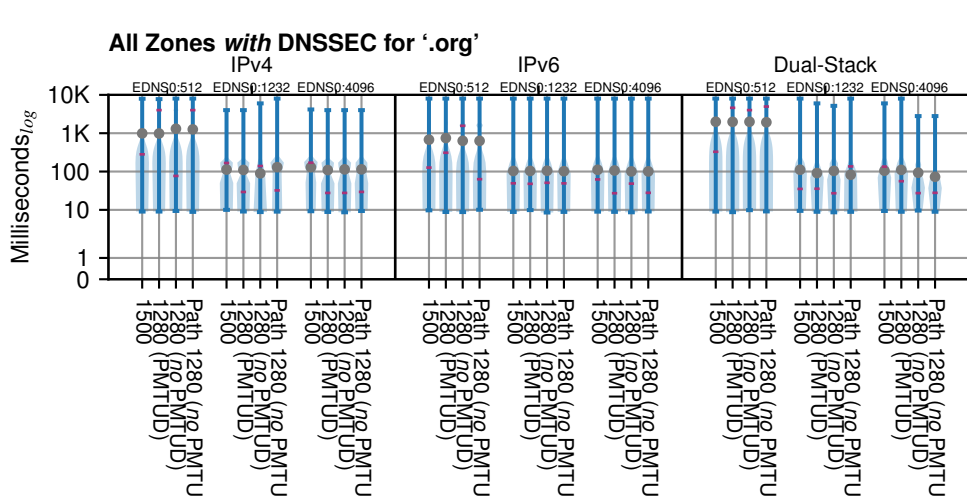 All Zones with DNSSEC for ‘.org’
IPv4
IPv6
Dual-Stack
EDNS0:512
EDNS0:1232
EDNS0:4096
EDNS0:512
EDNS0:1232
EDNS0:4096
EDNS0:512
EDNS0:1232
EDNS0:4096
Milliseconds log
10K
1K
100
10
1
0
1500
1280 (PMTUD)
1280 (no PMTUD)
Path 1280 (no PMTU
1500
1280 (PMTUD)
1280 (no PMTUD)
Path 1280 (no PMTU
1500
1280 (PMTUD)
1280 (no PMTUD)
Path 1280 (no PMTU
1500
1280 (PMTUD)
1280 (no PMTUD)
Path 1280 (no PMTU
1500
1280 (PMTUD)
1280 (no PMTUD)
Path 1280 (no PMTU
1500
1280 (PMTUD)
1280 (no PMTUD)
Path 1280 (no PMTU
1500
1280 (PMTUD)
1280 (no PMTUD)
Path 1280 (no PMTU
1500
1280 (PMTUD)
1280 (no PMTUD)
Path 1280 (no PMTU
1500
1280 (PMTUD)
1280 (no PMTUD)
Path 1280 (no PMTU